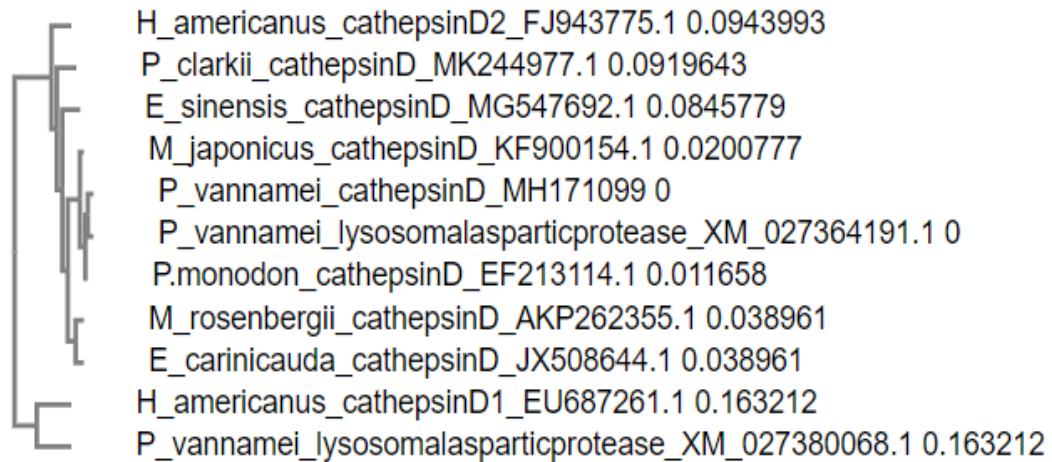 H_americanus_cathepsinD2_FJ943775.1 0.0943993
P_clarkii_cathepsinD_MK244977.1 0.0919643
E_sinensis_cathepsinD_MG547692.1 0.0845779
M_japonicus_cathepsinD_KF900154.1 0.0200777
P_vannamei_cathepsinD_MH171099 0
P_vannamei_lysosomalasparticprotease_XM_027364191.1 0
P.monodon_cathepsinD_EF213114.1 0.011658
M_rosenbergii_cathepsinD_AKP262355.1 0.038961
E_carinicauda_cathepsinD_JX508644.1 0.038961
H_americanus_cathepsinD1_EU687261.1 0.163212
P_vannamei_lysosomalasparticprotease_XM_027380068.1 0.163212